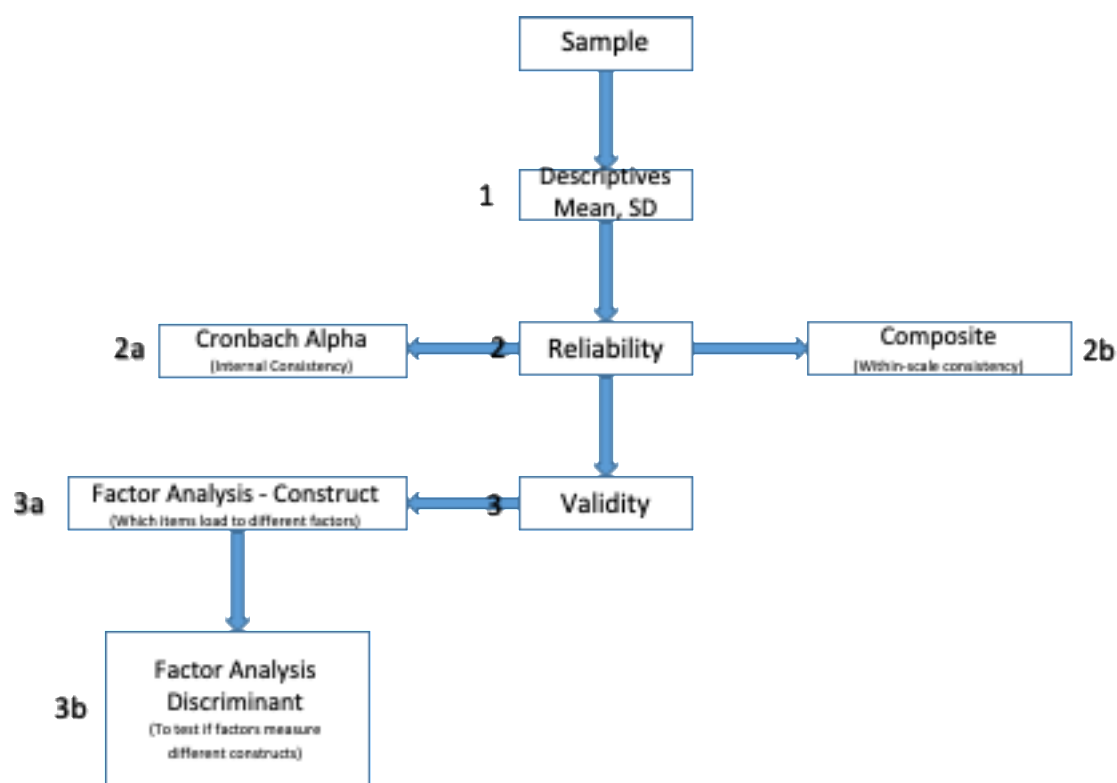 Sample
1
Descriptives
Mean, SD
2a
Cronbach Alpha
(Internal Consistency)
2
Reliability
Composite
[Within-scale consistency]
2b
3a
Factor Analysis - Construct
(Which items load to different factors)
3
Validity
3b
Factor Analysis
Discriminant
(To test if factors measure
different constructs)